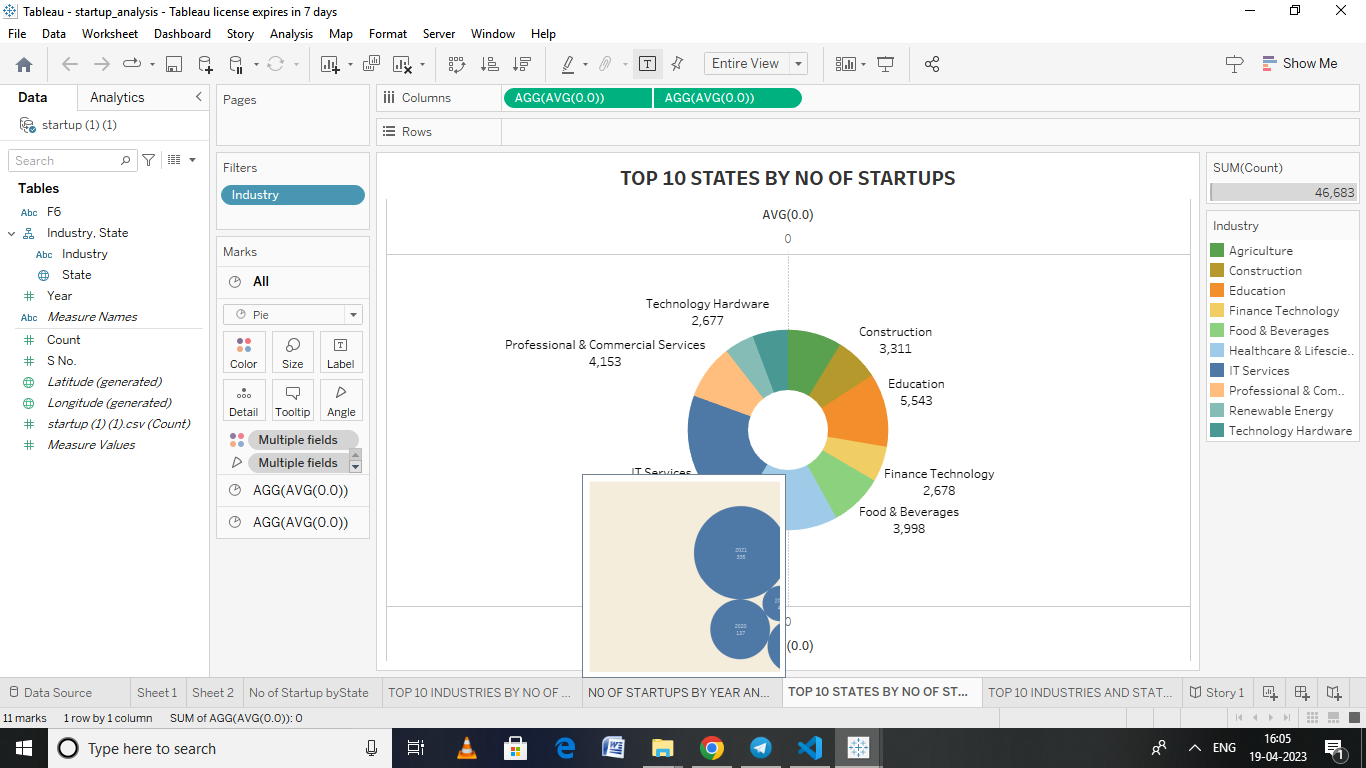 Tableau - startup_analysis - Tableau license expires in 7 days
File Data Worksheet Dashboard Story Analysis Map Format Server Window Help
Entire View
Show Me
Data Analytics
startup (1) (1)
Search
Tables
Abc F6
Industry, State
Abc Industry
State
Year
Abc Measure Names
Count
S No.
Latitude (generated)
Longitude (generated)
startup (1) (1).csv (Count)
Measure Values
Pages
Filters
Industry
Marks
All
Pie
Color Size Label
Detail Tooltip Angle
Multiple fields
Multiple fields
AGG(AVG(0.0))
AGG(AVG(0.0))
Columns AGG(AVG(0.0)) AGG(AVG(0.0))
Rows
TOP 10 STATES BY NO OF STARTUPS
AVG(0.0)
0
Technology Hardware
2,677
Professional & Commercial Services
4,153
Construction
3,311
Education
5,543
Finance Technology
2,678
Food & Beverages
3,998
IT Services
2021
2020
137
0
(0.0)
SUM(Count)
46,683
Industry
Agriculture
Construction
Education
Finance Technology
Food & Beverages
Healthcare & Lifescie..
IT Services
Professional & Com..
Renewable Energy
Technology Hardware
Data Source Sheet 1 Sheet 2 No of Startup byState TOP 10 INDUSTRIES BY NO OF ... NO OF STARTUPS BY YEAR AN... TOP 10 STATES BY NO OF ST... TOP 10 INDUSTRIES AND STAT... Story 1
11 marks 1 row by 1 column SUM of AGG(AVG(0.0)): 0
Type here to search
ENG
16:05
19-04-2023
1